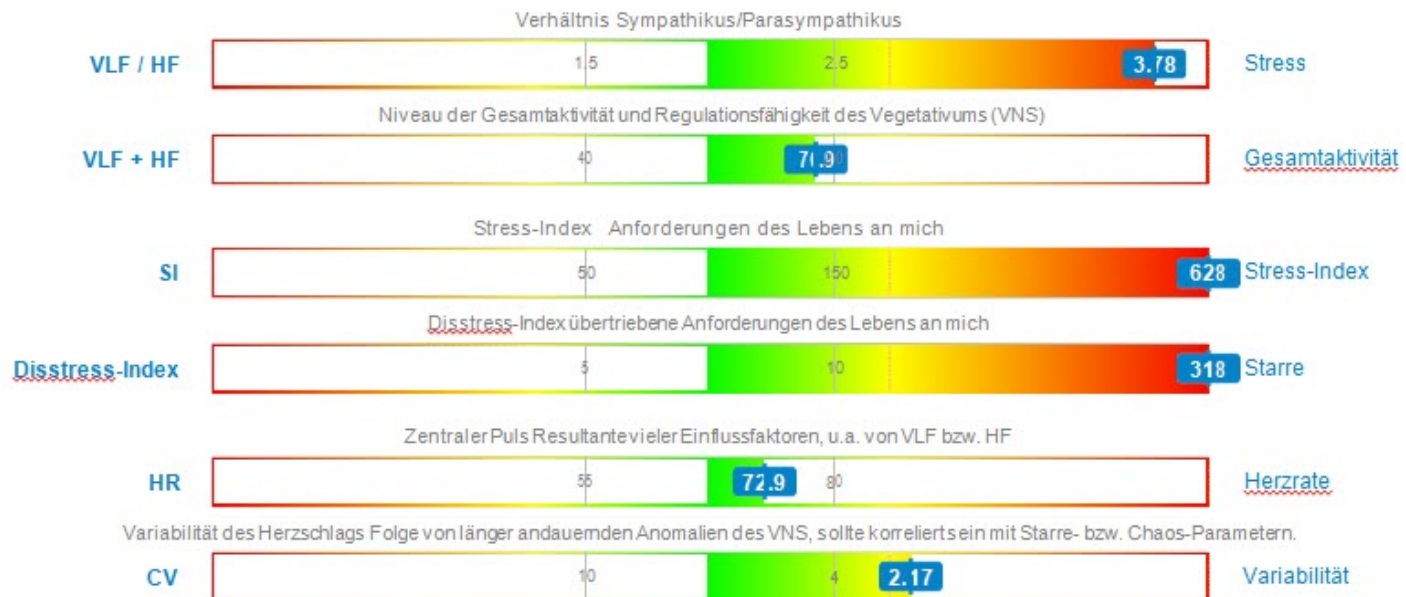 Verhältnis Sympathikus/Parasympathikus
VLF / HF 1.5 2.5 3.78 Stress
Niveau der Gesamtaktivität und Regulationsfähigkeit des Vegetativums (VNS)
VLF + HF 40 Gesamtaktivität
Stress-Index Anforderungen des Lebens an mich
SI 50 150 628 Stress-Index
Disstress-Index übertriebene Anforderungen des Lebens an mich
Disstress-Index 5 10 318 Starre
Zentraler Puls Resultante vieler Einflussfaktoren, u.a. von VLF bzw. HF
HR 55 72.9 80 Herzrate
Variabilität des Herzschlags Folge von länger andauernden Anomalien des VNS, sollte korreliert sein mit Starre- bzw. Chaos-Parametern.
CV 10 4 2.17 Variabilität